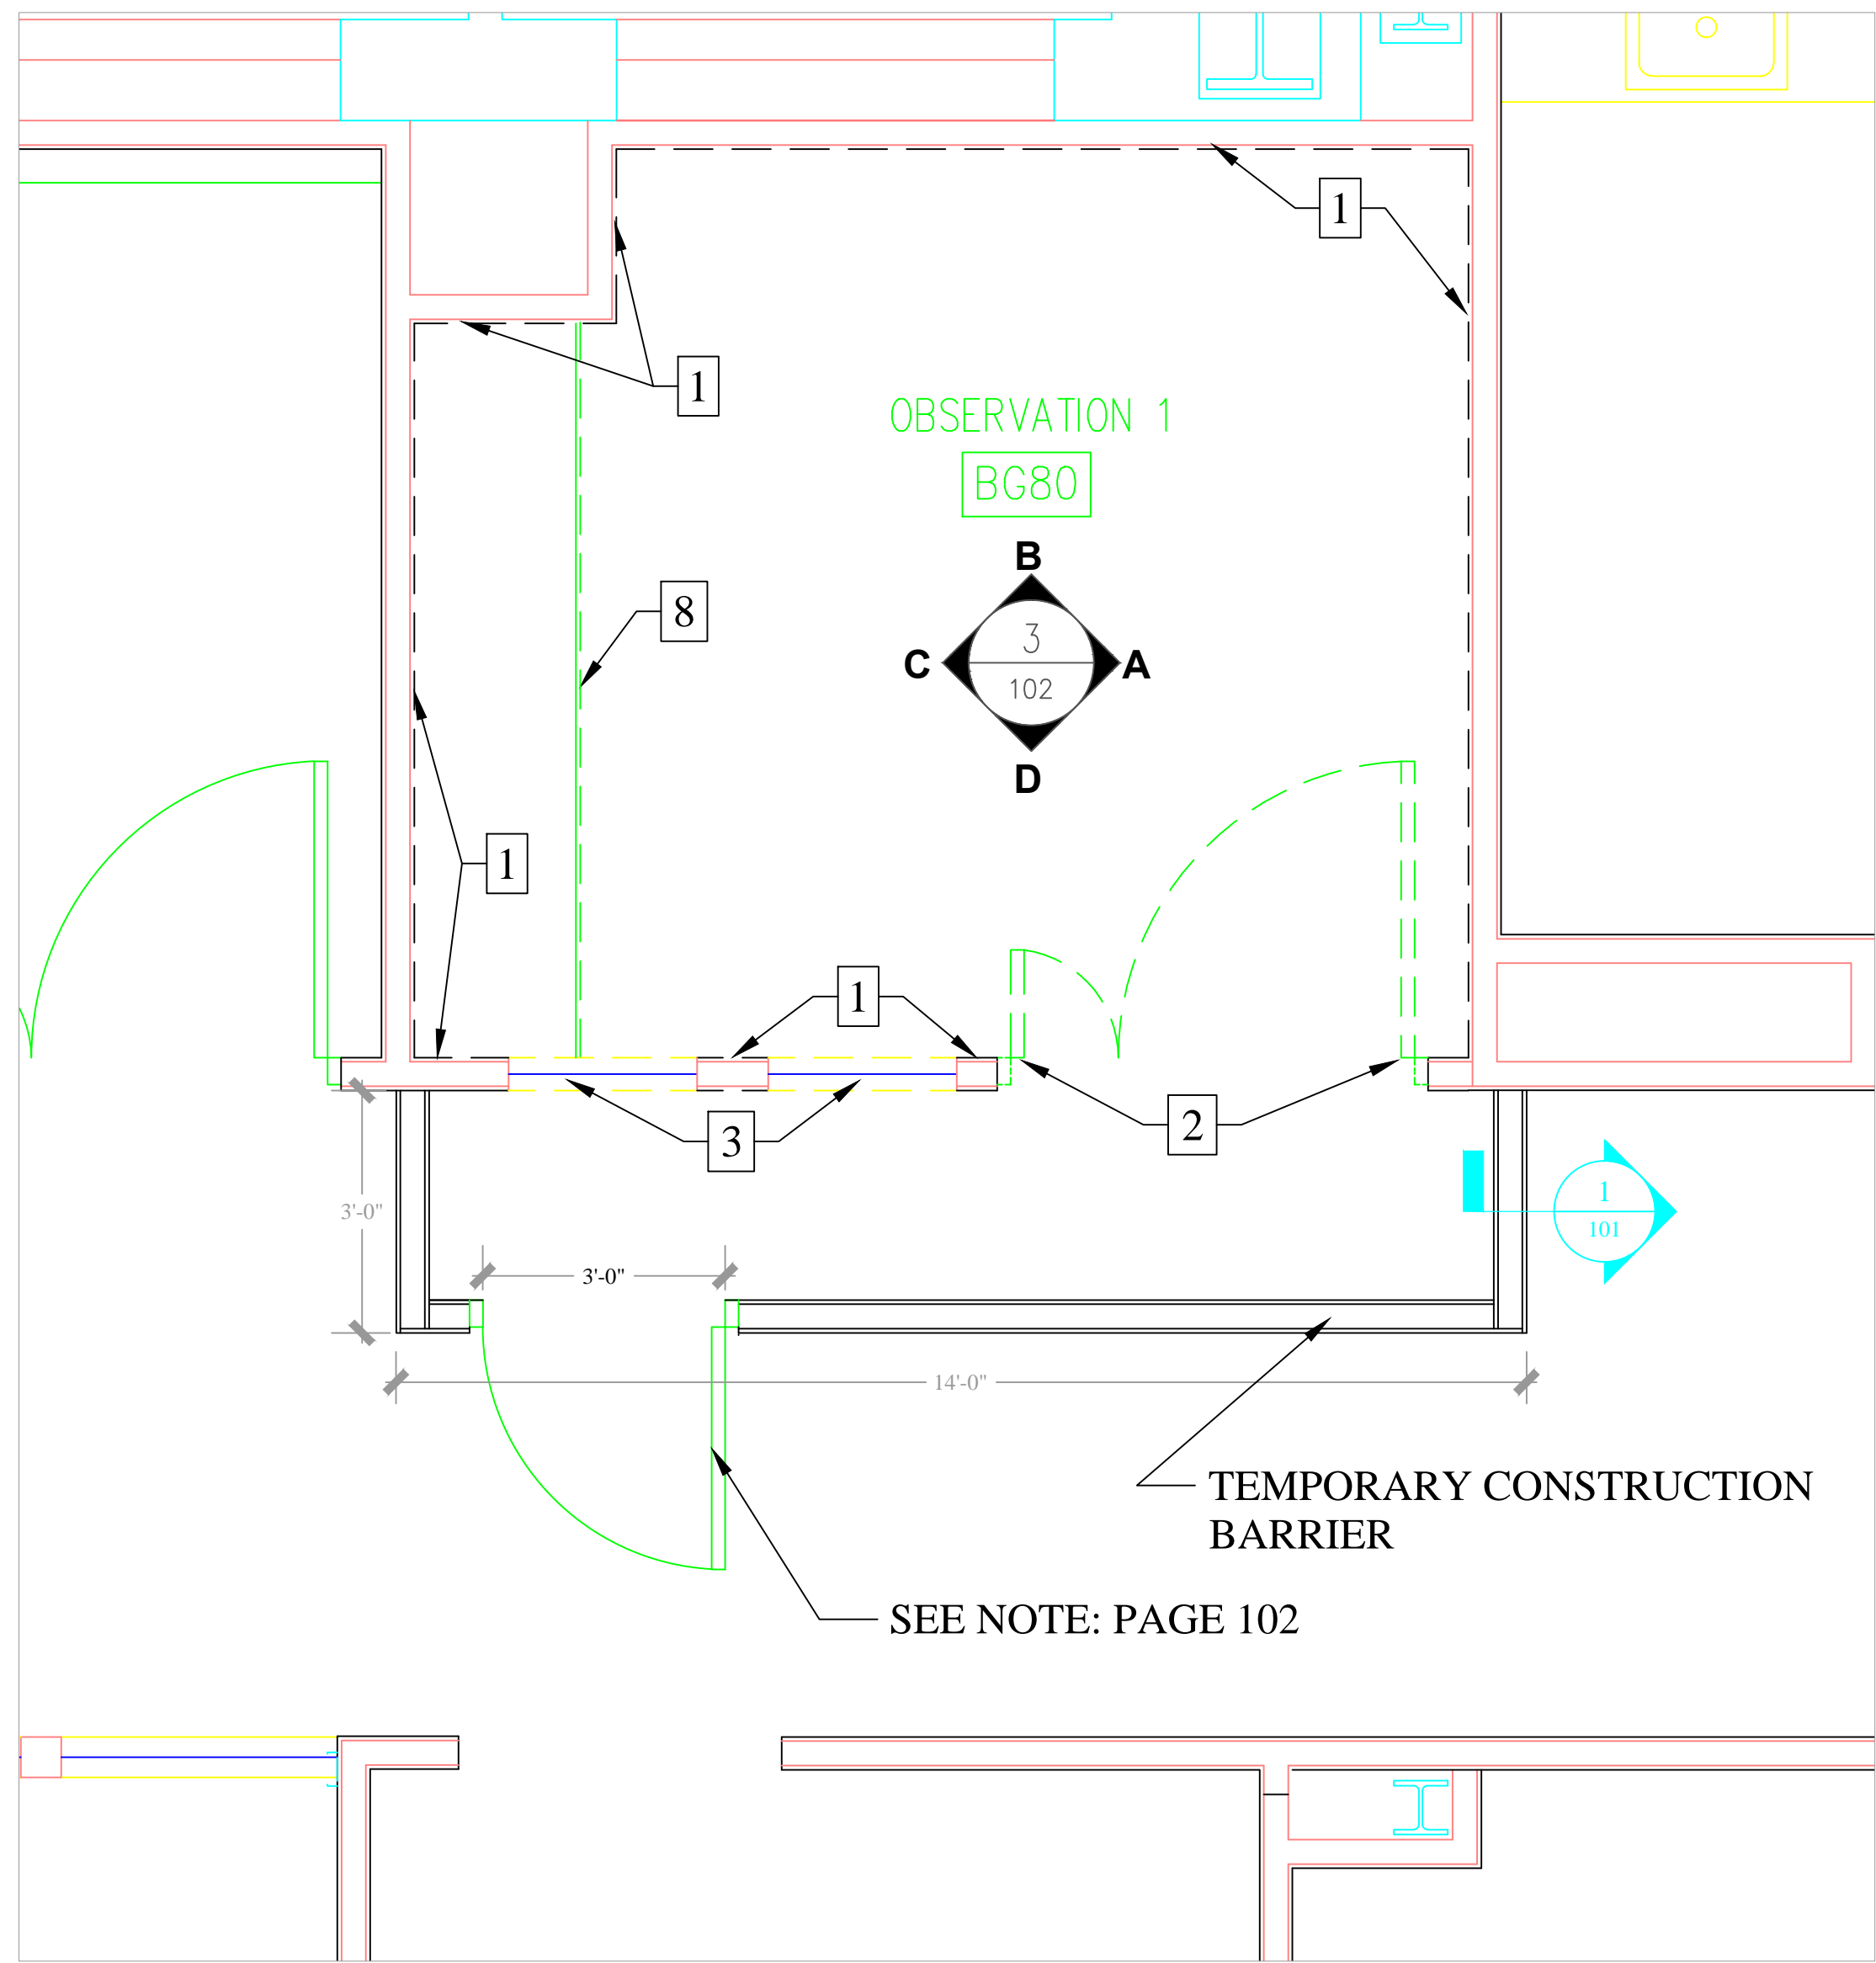 1
1
OBSERVATION 1
BG80
B
8
3
C
A
102
D
1
1
3
2
1
101
3'-0"
3'-0"
14'-0"
TEMPORARY CONSTRUCTION
BARRIER
SEE NOTE: PAGE 102